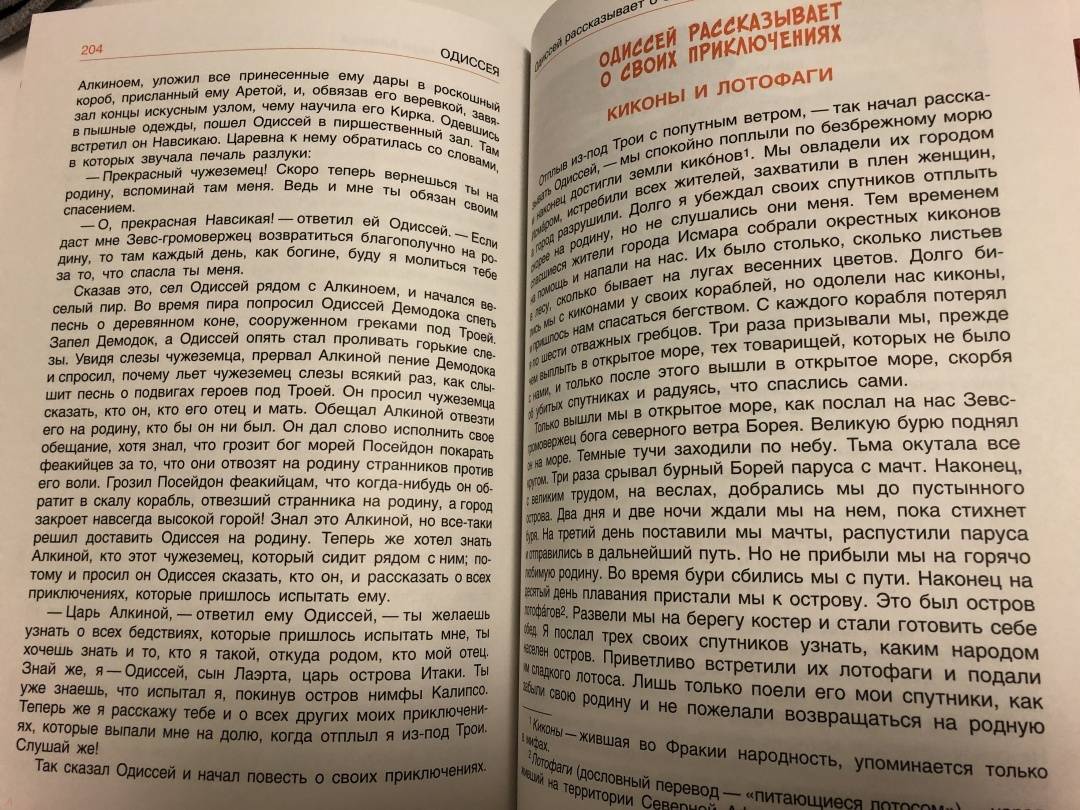 204
ОДИССЕЯ
Алкиноем, уложил все принесенные ему дары в роскошный
короб, присланный ему Аретой, и, обвязав его веревкой, завя-
зал концы искусным узлом, чему научила его Кирка. Одевшись
в пышные одежды, пошел Одиссей в пиршественный зал. Там
встретил он Навсикаю. Царевна к нему обратилась со словами,
в которых звучала печаль разлуки:
— Прекрасный чужеземец! Скоро теперь вернешься ты на
родину, вспоминай там меня. Ведь и мне ты обязан своим
спасением.
— О, прекрасная Навсикая! — ответил ей Одиссей. — Если
даст мне Зевс-громовержец возвратиться благополучно на ро-
дину, то там каждый день, как богине, буду я молиться тебе
за то, что спасла ты меня.
Сказав это, сел Одиссей рядом с Алкиноем, и начался ве-
селый пир. Во время пира попросил Одиссей Демодока спеть
песнь о деревянном коне, сооруженном греками под Троей.
Запел Демодок, а Одиссей опять стал проливать горькие сле-
зы. Увидя слезы чужеземца, прервал Алкиной пение Демодока
и спросил, почему льет чужеземец слезы всякий раз, как слы-
шит песнь о подвигах героев под Троей. Он просил чужеземца
сказать, кто он, кто его отец и мать. Обещал Алкиной отвезти
его на родину, кто бы он ни был. Он дал слово исполнить свое
обещание, хотя знал, что грозит бог морей Посейдон покарать
феакийцев за то, что они отвозят на родину странников против
его воли. Грозил Посейдон феакийцам, что когда-нибудь он об-
ратит в скалу корабль, отвезший странника на родину, а город
закроет навсегда высокой горой! Знал это Алкиной, но все-таки
решил доставить Одиссея на родину. Теперь же хотел знать
Алкиной, кто этот чужеземец, который сидит рядом с ним; по-
тому и просил он Одиссея сказать, кто он, и рассказать о всех
приключениях, которые пришлось испытать ему.
— Царь Алкиной, — ответил ему Одиссей, — ты желаешь
узнать о всех бедствиях, которые пришлось испытать мне, ты
хочешь знать и то, кто я такой, откуда родом, кто мой отец.
Знай же, я — Одиссей, сын Лаэрта, царь острова Итаки. Ты
уже знаешь, что испытал я, покинув остров нимфы Калипсо.
Теперь же я расскажу тебе и о всех других моих приключени-
ях, которые выпали мне на долю, когда отплыл я из-под Трои.
Слушай же!
Так сказал Одиссей и начал повесть о своих приключениях.
Одиссей рассказывает о
ОДИССЕЙ РАССКАЗЫВАЕТ
О СВОИХ ПРИКЛЮЧЕНИЯХ
КИКОНЫ И ЛОТОФАГИ
Отплыв из-под Трои с попутным ветром, — так начал расска-
зывать Одиссей, — мы спокойно поплыли по безбрежному морю
и наконец достигли земли кико́нов¹. Мы овладели их городом
Исма́ром, истребили всех жителей, захватили в плен женщин,
а город разрушили. Долго я убеждал своих спутников отплыть
скорее на родину, но не слушались они меня. Тем временем
спасшиеся жители города Исмара собрали окрестных киконов
на помощь и напали на нас. Их было столько, сколько листьев
в лесу, сколько бывает на лугах весенних цветов. Долго би-
лись мы с киконами у своих кораблей, но одолели нас киконы,
и пришлось нам спасаться бегством. С каждого корабля потерял
я по шести отважных гребцов. Три раза призывали мы, прежде
чем выплыть в открытое море, тех товарищей, которых не было
с нами, и только после этого вышли в открытое море, скорбя
об убитых спутниках и радуясь, что спаслись сами.
Только вышли мы в открытое море, как послал на нас Зевс-
громовержец бога северного ветра Борея. Великую бурю поднял
он на море. Темные тучи заходили по небу. Тьма окутала все
кругом. Три раза срывал бурный Борей паруса с мачт. Наконец,
с великим трудом, на веслах, добрались мы до пустынного
острова. Два дня и две ночи ждали мы на нем, пока стихнет
буря. На третий день поставили мы мачты, распустили паруса
и отправились в дальнейший путь. Но не прибыли мы на горячо
любимую родину. Во время бури сбились мы с пути. Наконец на
десятый день плавания пристали мы к острову. Это был остров
лотофа́гов². Развели мы на берегу костер и стали готовить себе
обед. Я послал трех своих спутников узнать, каким народом
населен остров. Приветливо встретили их лотофаги и подали
им сладкого лотоса. Лишь только поели его мои спутники, как
забыли свою родину и не пожелали возвращаться на родную
¹ Киконы — жившая во Фракии народность, упоминается только
в мифах.
² Лотофаги (дословный перевод — «питающиеся лотосом»)
живший на территории Северной